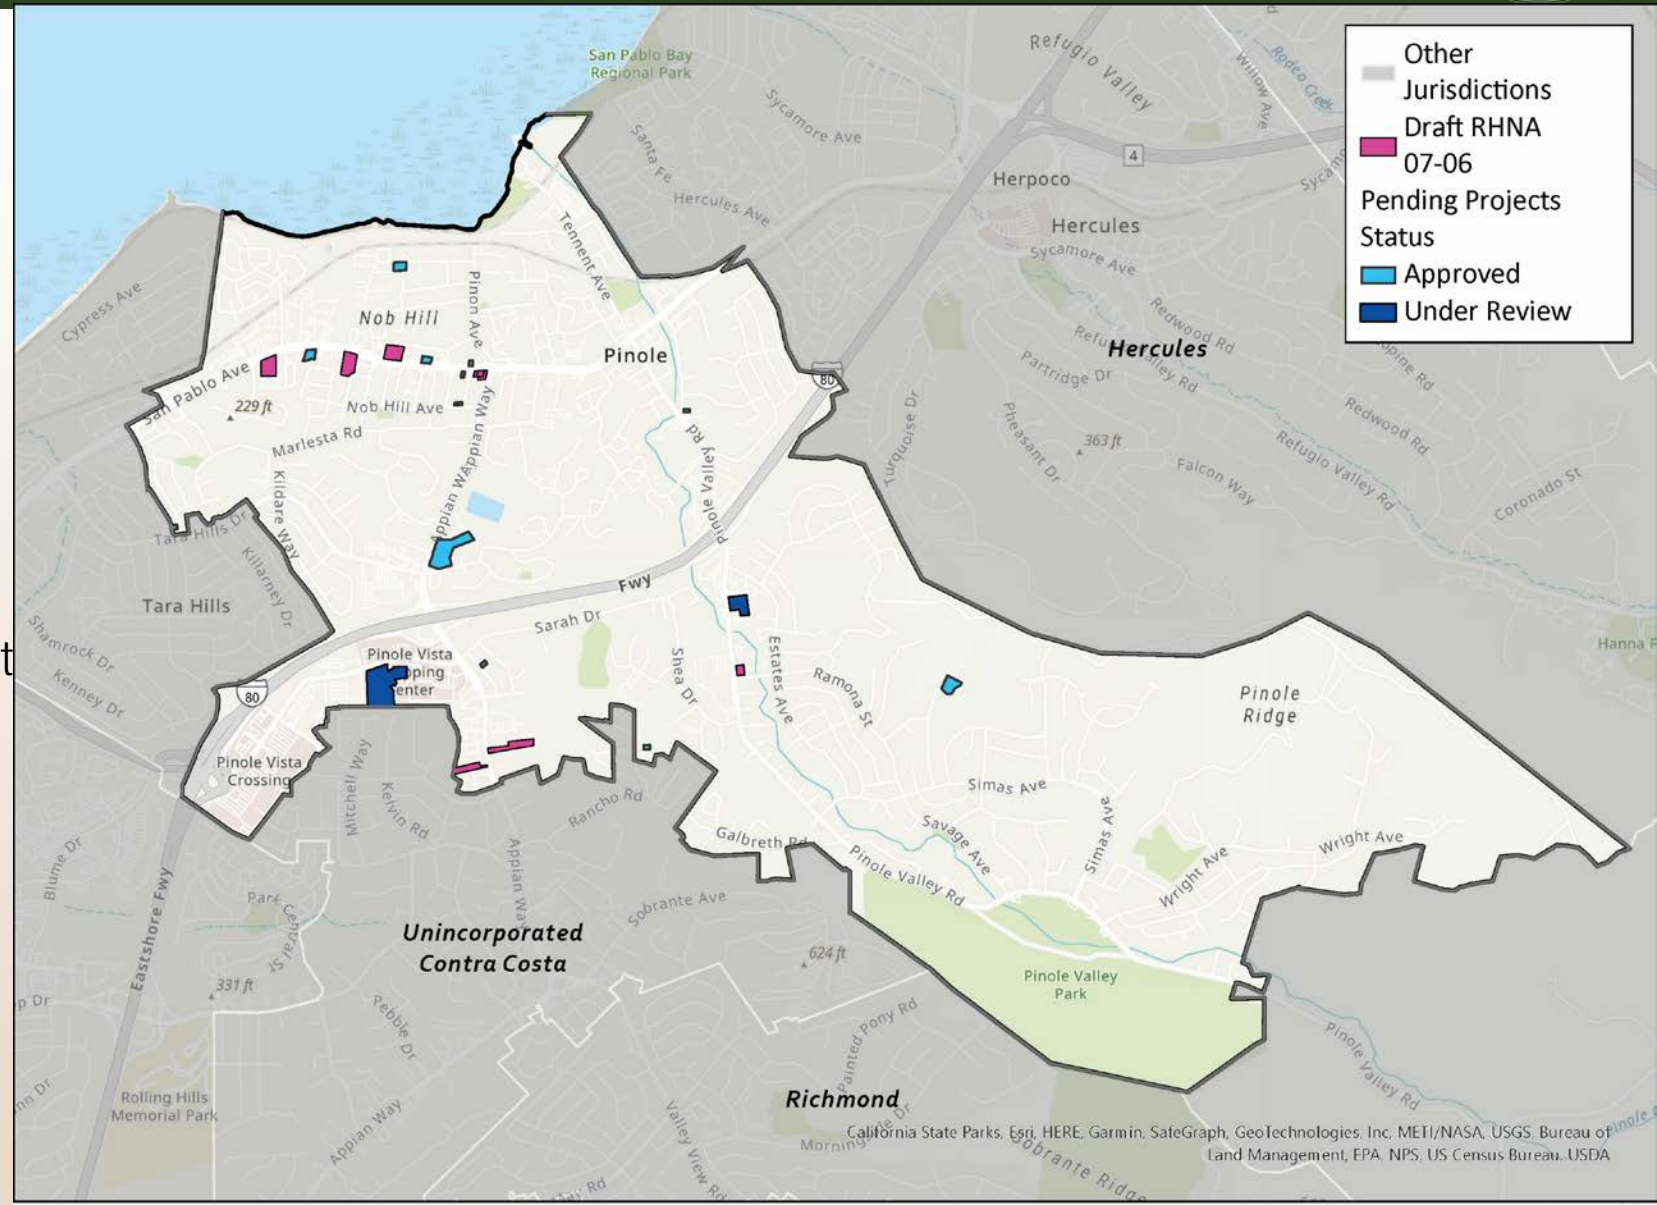 Other
Jurisdictions
Draft RHNA
07-06
Pending Projects
Status
Approved
Under Review
San Pablo Bay
Regional Park
Refugio Valley
Willow Ave
Rodeo Creek
Sycamore Ave
Santa Fe
Hercules Ave
4
Herpoco
Hercules
Sycamore Ave
Tennent Ave
Cypress Ave
Pinon Ave
Nob Hill
Pinole
San Pablo Ave
229 ft
Nob Hill Ave
Marlesta Rd
Appian Way
Appian Way
Kildare Way
Tara Hills Dr
Killarney Dr
Tara Hills
Shamrock Dr
Kenney Dr
t
80
Hercules
Redwood Rd
Refugio Valley Rd
Partridge Dr
Turquoise Dr
Pheasant Dr
363 ft
Falcon Way
Redwood Rd
Refugio Valley Rd
Coronado St
Pinole Valley Rd
Pinole Valley
Fwy
Sarah Dr
Pinole Vista
Shea Dr
Estates Ave
Ramona St
Pinole
Ridge
80
Pinole Vista
Crossing
Mitchell Way
Kelvin Rd
Rancho Rd
Simas Ave
Simas Ave
Savage Ave
Galbreth Rd
Pinole Valley Rd
Wright Ave
Wright Ave
Blume Dr
Eastshore Fwy
Park Central St
Appian Way
Sobrante Ave
Unincorporated
Contra Costa
624 ft
331 ft
Pinole Valley
Park
Pebble Dr
Painted Pony Rd
Pinole Valley Rd
Rolling Hills
Memorial Park
Appian Way
Valley View Rd
Richmond
Sobrante Ridge
California State Parks, Esri, HERE, Garmin, SafeGraph, GeoTechnologies, Inc, METI/NASA, USGS, Bureau of
Land Management, EPA, NPS, US Census Bureau, USDA